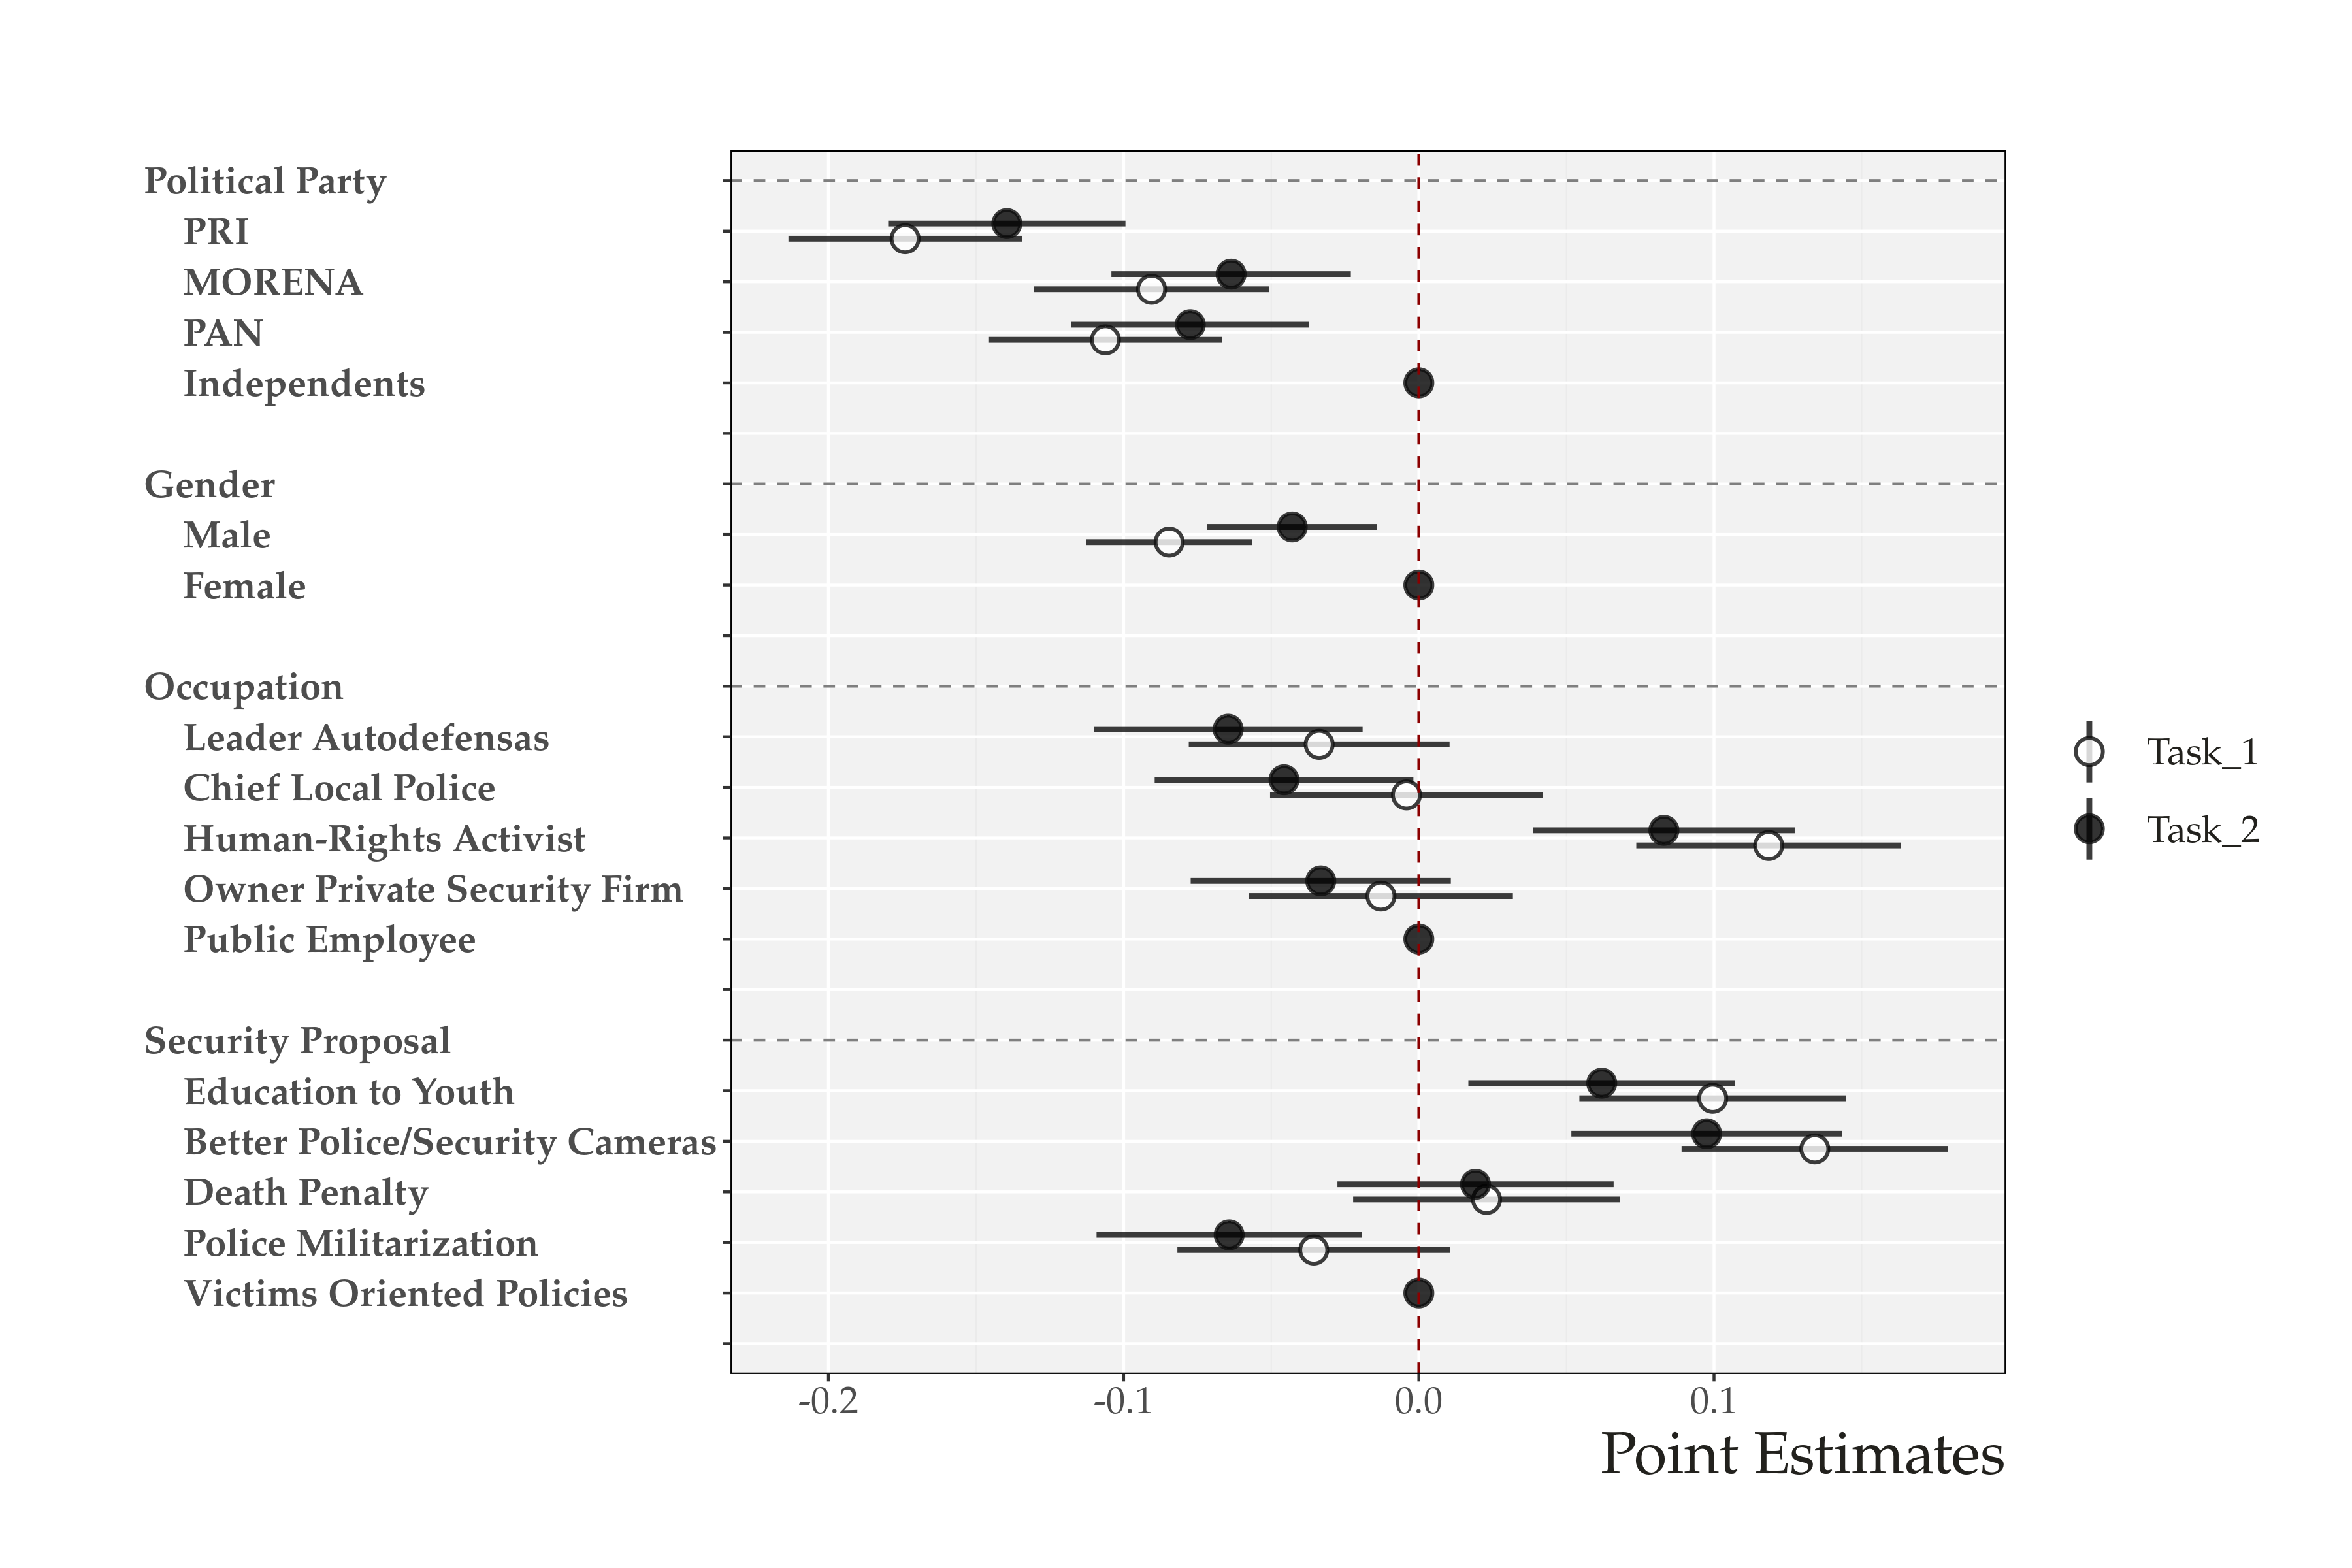 Political Party
PRI
MORENA
PAN
Independents
Gender
Male
Female
Occupation
Leader Autodefensas
Chief Local Police
Human-Rights Activist
Owner Private Security Firm
Public Employee
Security Proposal
Education to Youth
Better Police/Security Cameras
Death Penalty
Police Militarization
Victims Oriented Policies
-0.2 -0.1 0.0 0.1
Point Estimates
Task_1
Task_2